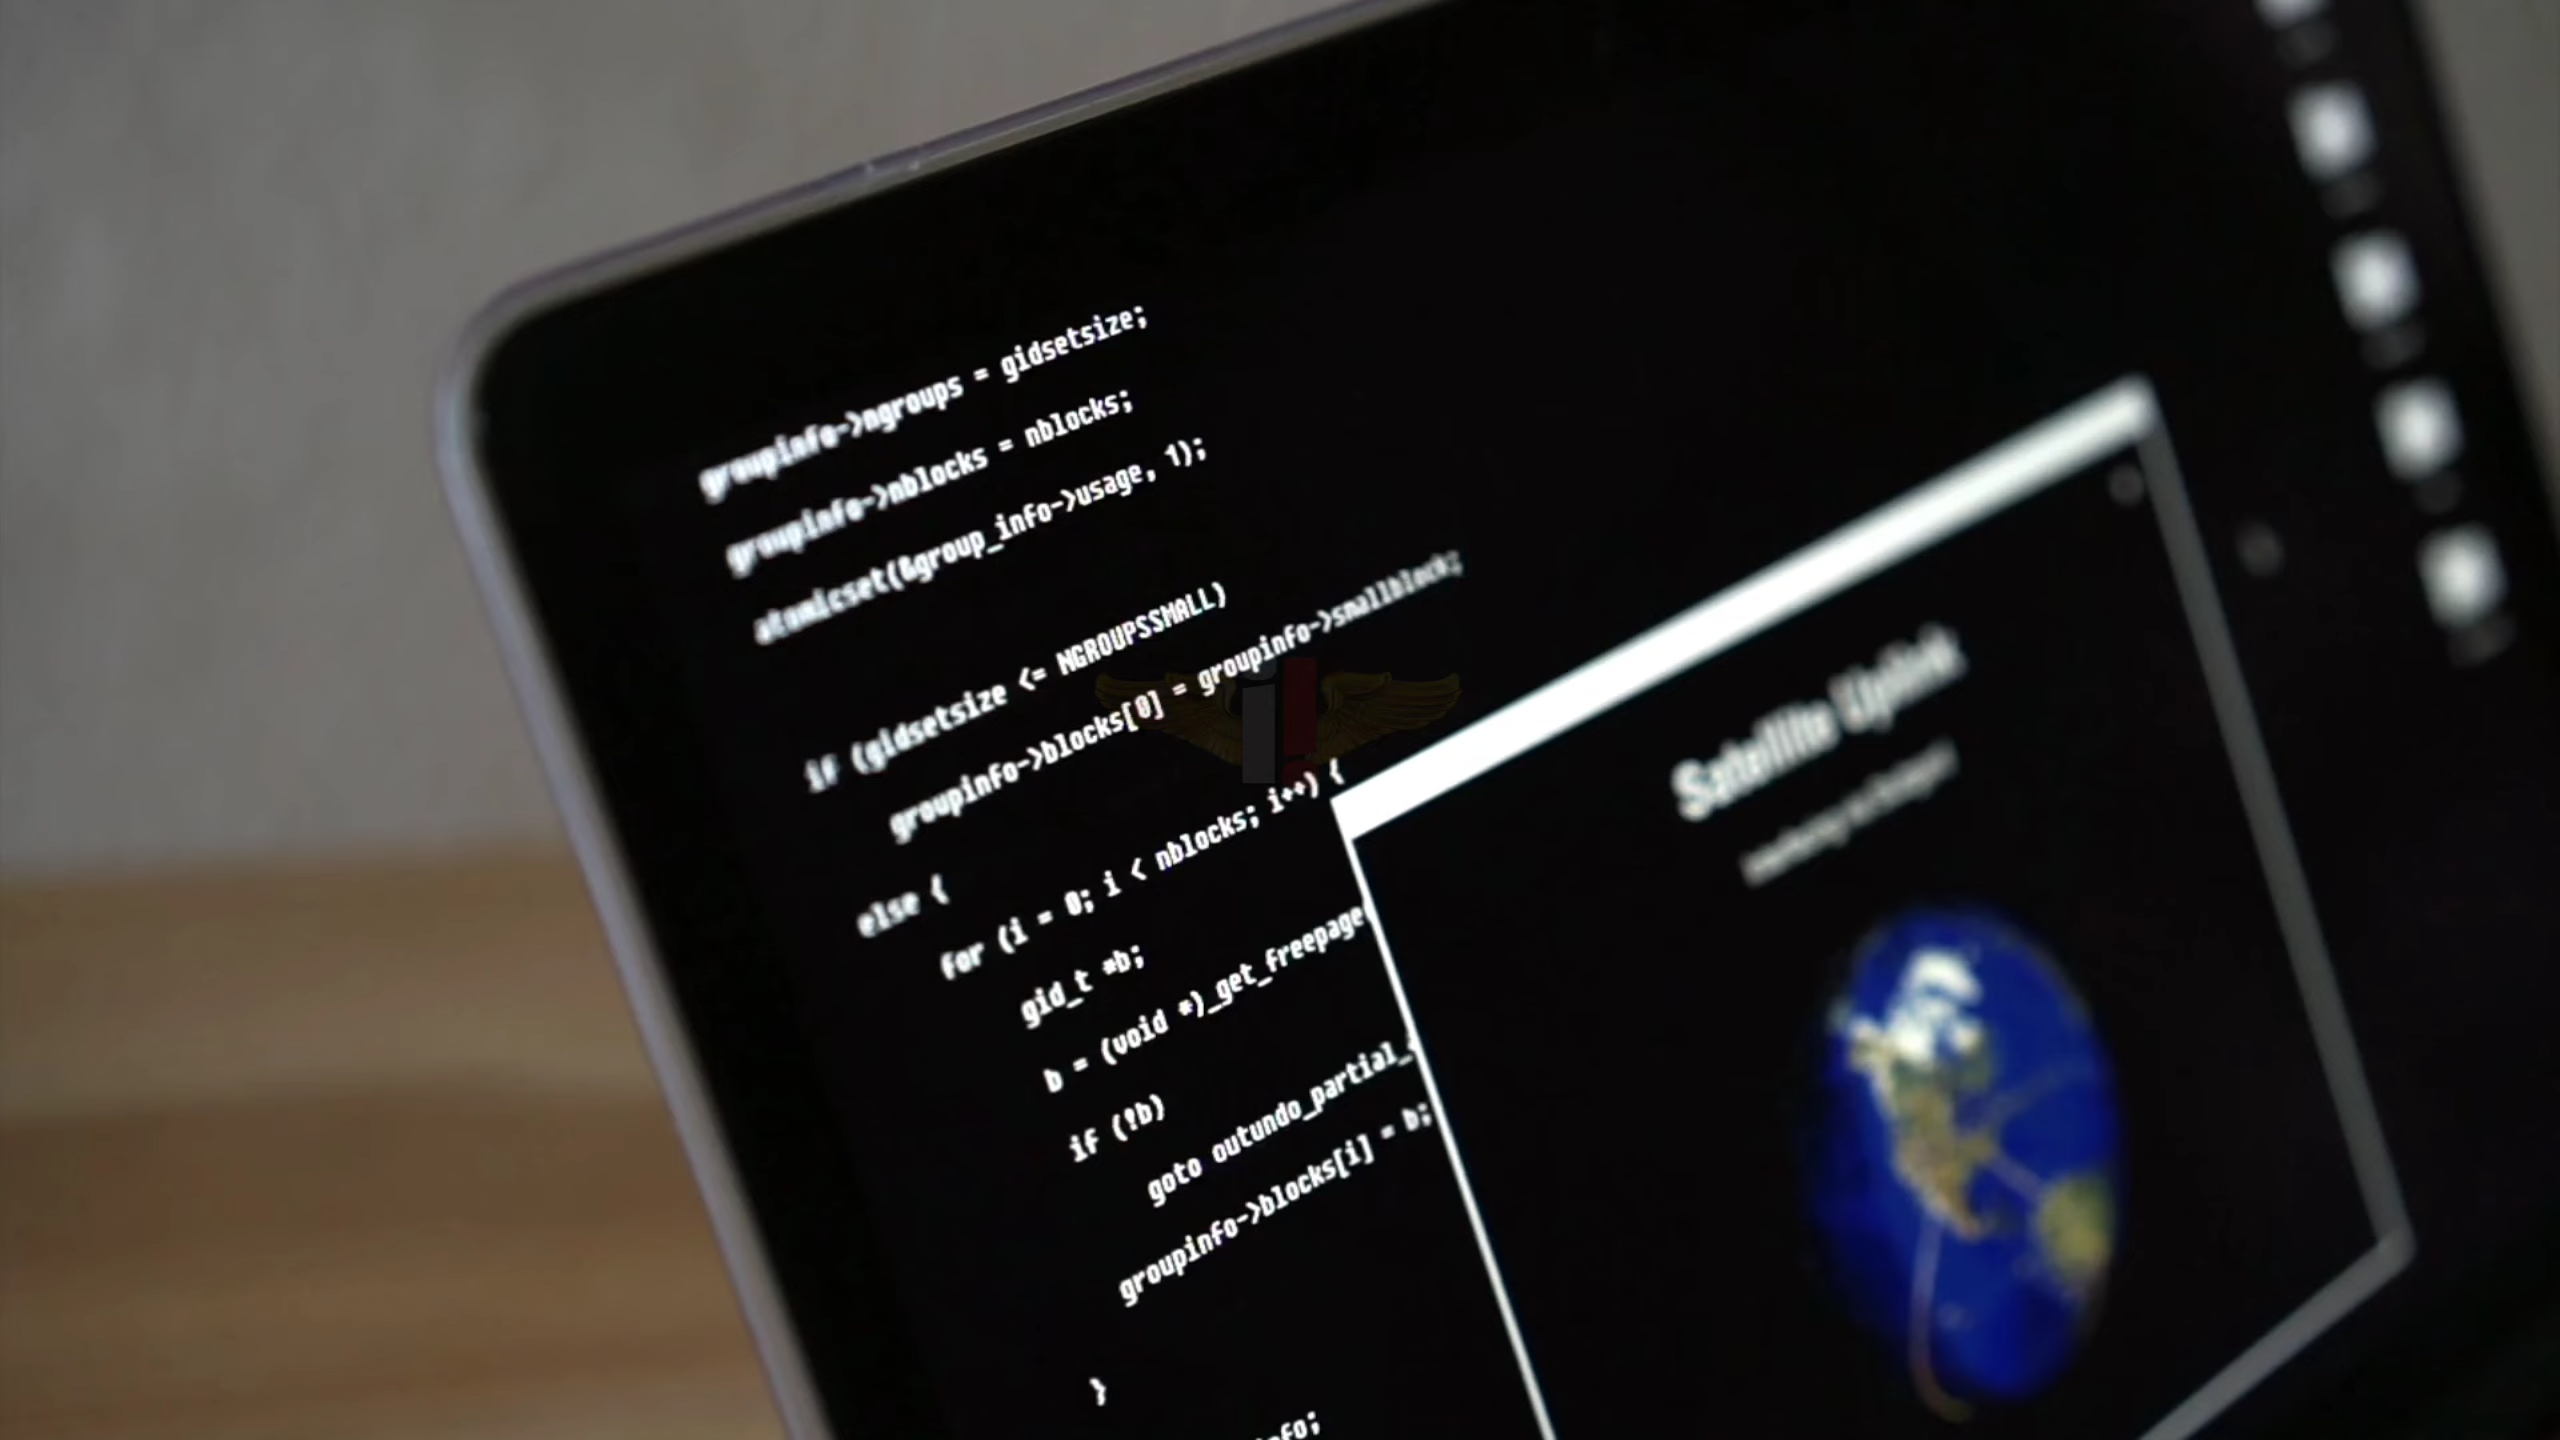 groupinfo->ngroups = gidsetsize;
groupinfo->nblocks = nblocks;
atomicset(&group_info->usage, 1);
if (gidsetsize <= NGROUPSSMALL)
groupinfo->blocks[0] = groupinfo->smallblock;
else {
for (i = 0; i < nblocks; i++) {
gid_t *b;
b = (void *)_get_freepage(
if (!b)
goto outundo_partial_
groupinfo->blocks[i] = b;
}
Satellite Uplink